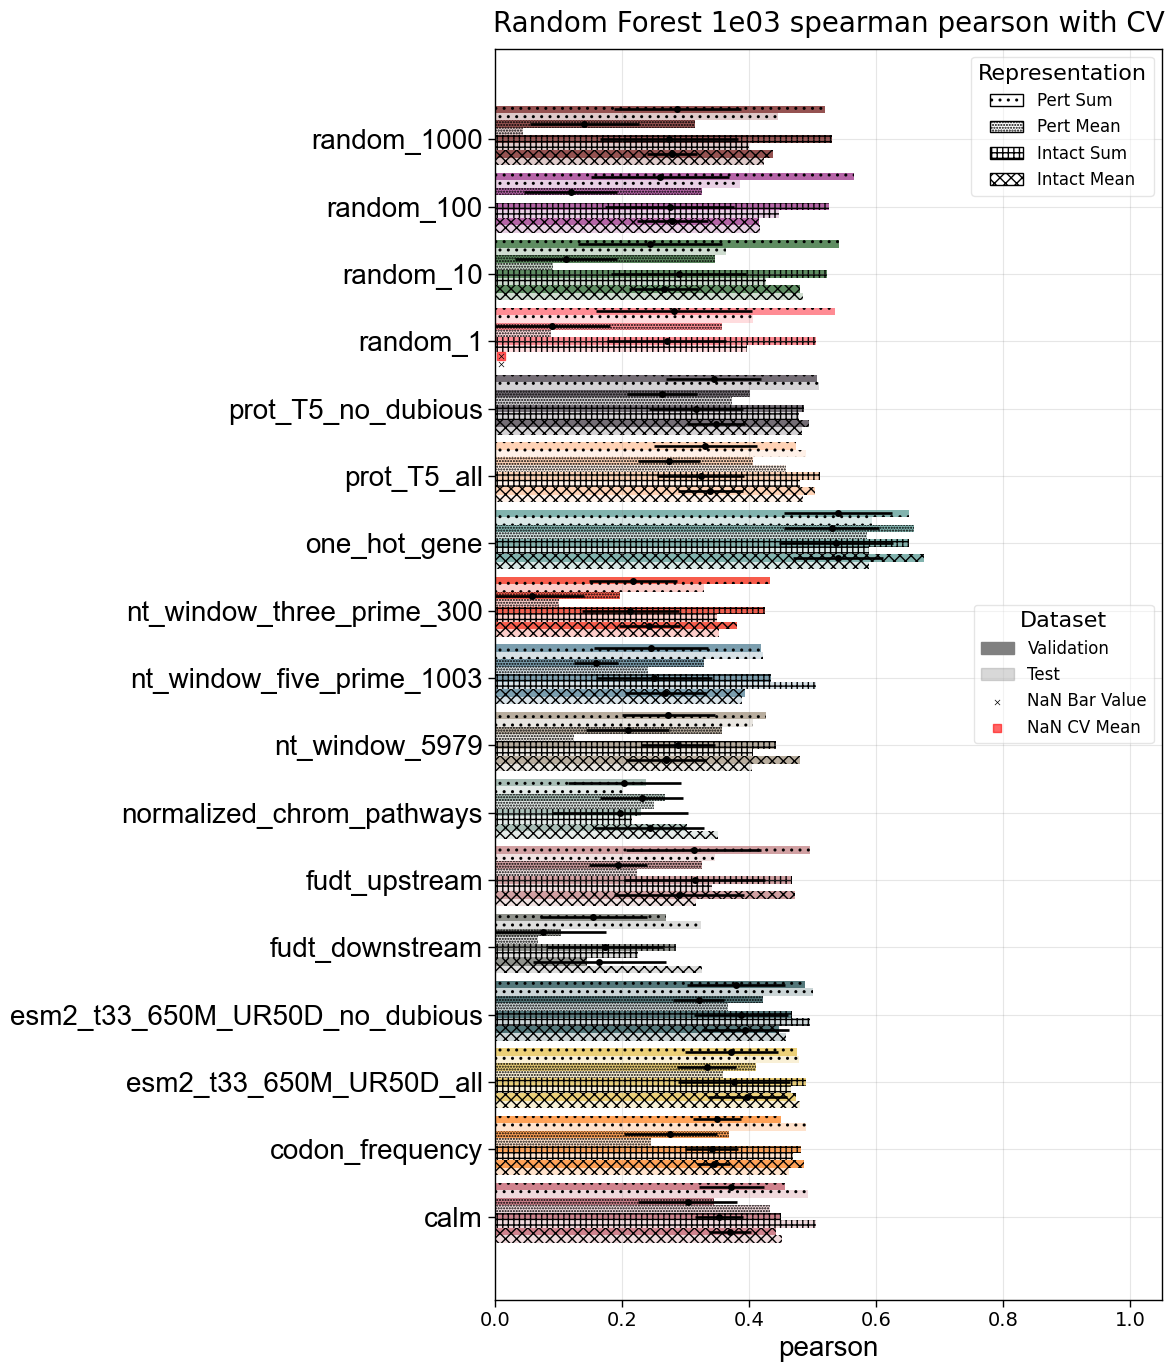 Random Forest 1e03 spearman pearson with CV
Representation
Pert Sum
Pert Mean
Intact Sum
Intact Mean
random_1000
random_100
random_10
random_1
prot_T5_no_dubious
prot_T5_all
one_hot_gene
nt_window_three_prime_300
nt_window_five_prime_1003
nt_window_5979
normalized_chrom_pathways
fudt_upstream
fudt_downstream
esm2_t33_650M_UR50D_no_dubious
esm2_t33_650M_UR50D_all
codon_frequency
calm
Dataset
Validation
Test
NaN Bar Value
NaN CV Mean
0.0 0.2 0.4 0.6 0.8 1.0
pearson